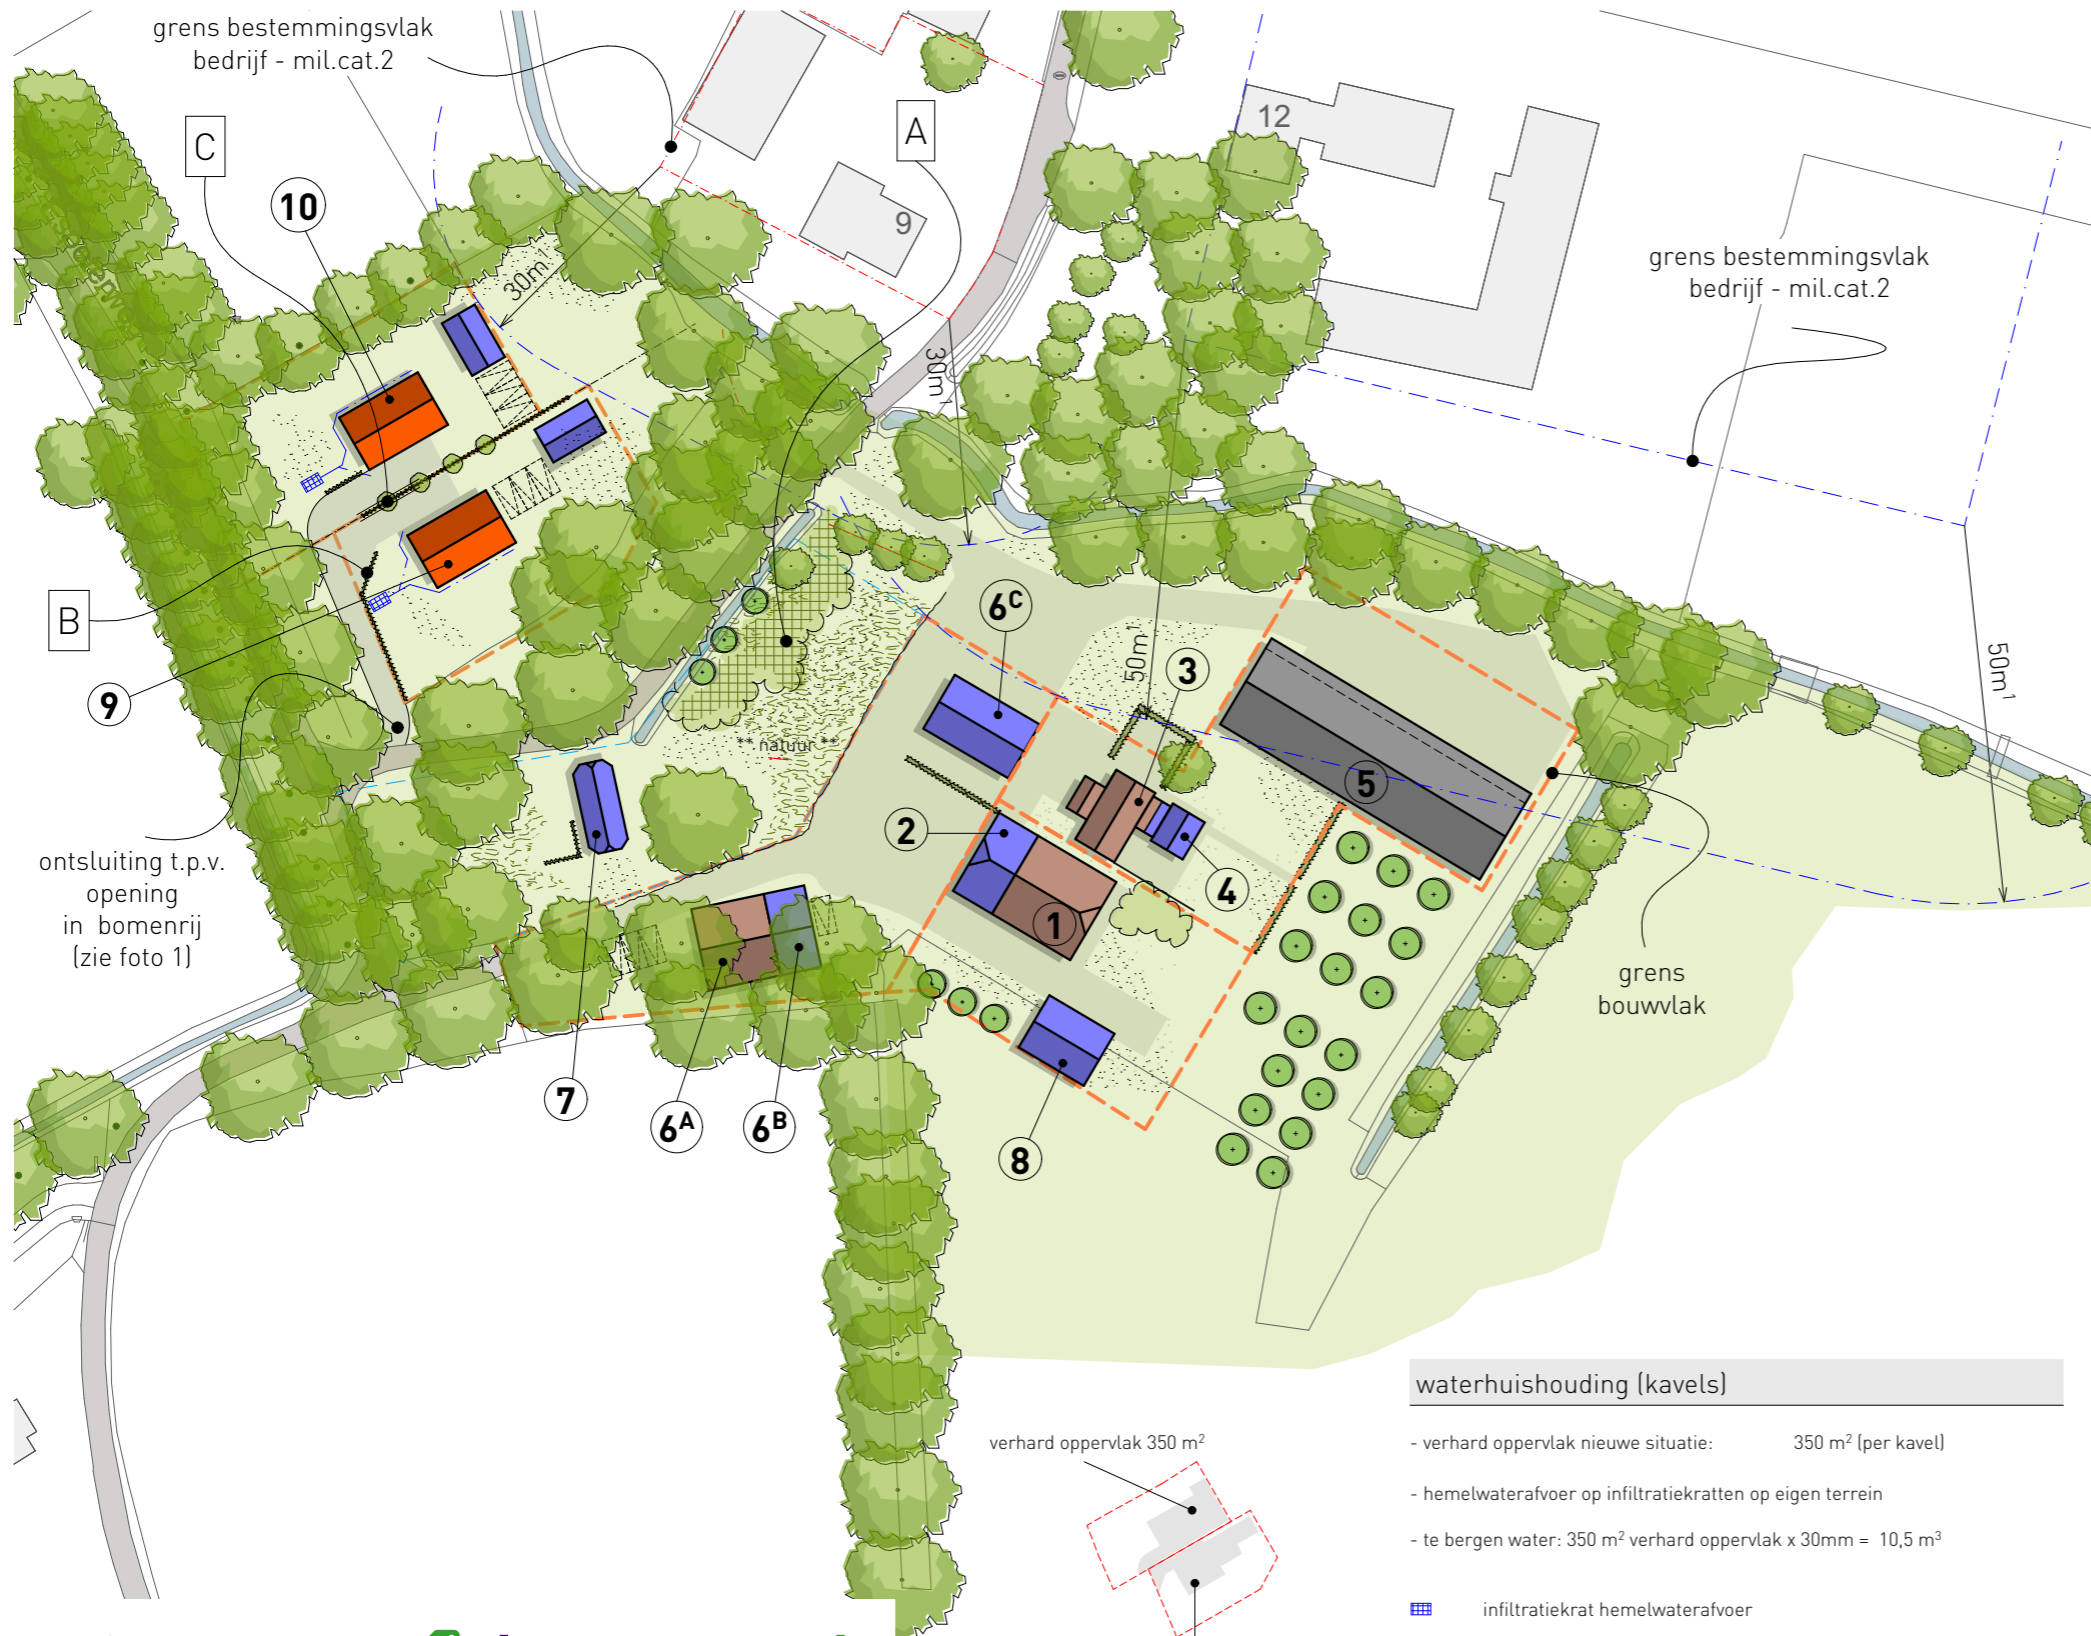 grens bestemmingsvlak
bedrijf - mil.cat.2
C
A
10
12
9
grens bestemmingsvlak
bedrijf - mil.cat.2
30m¹
30m¹
B
9
6C
3
50m¹
50m¹
** natuur **
5
2
4
1
ontsluiting t.p.v.
opening
in bomenrij
(zie foto 1)
grens
bouwvlak
7
6A
6B
8
waterhuishouding (kavels)
verhard oppervlak 350 m²
- verhard oppervlak nieuwe situatie: 350 m² (per kavel)
- hemelwaterafvoer op infiltratiekratten op eigen terrein
- te bergen water: 350 m² verhard oppervlak x 30mm = 10,5 m³
infiltratiekrat hemelwaterafvoer